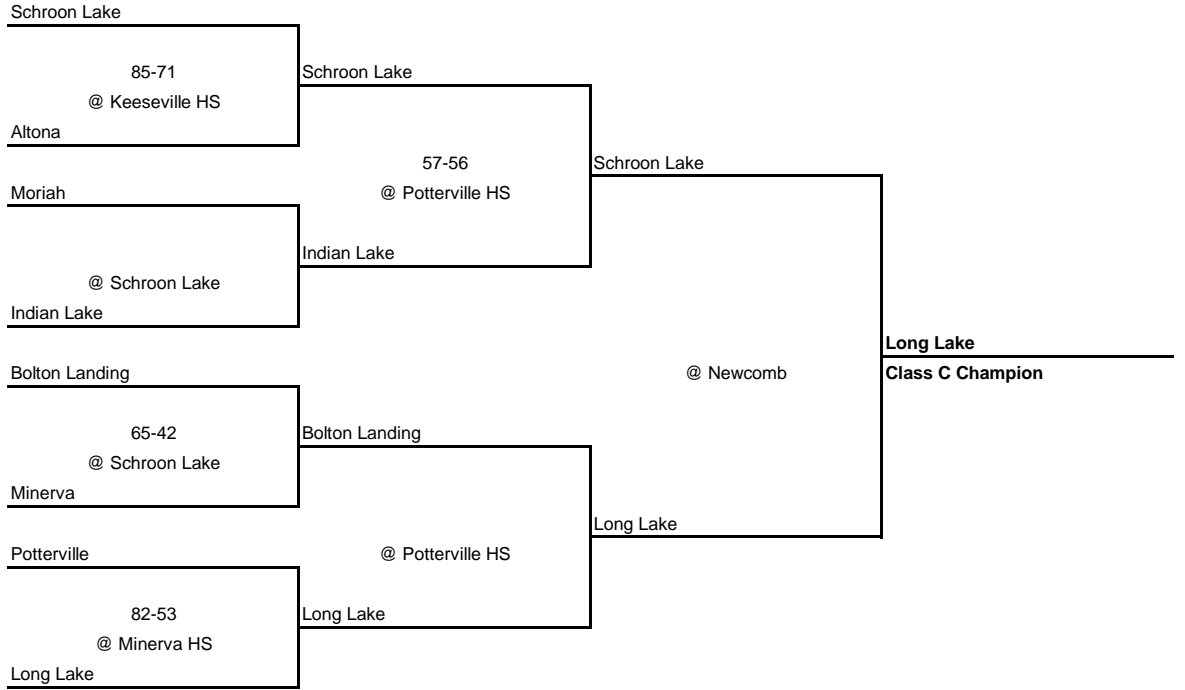 Schroon Lake
85-71
@ Keeseville HS
Altona
Schroon Lake
Moriah
@ Schroon Lake
Indian Lake
57-56
@ Potterville HS
Indian Lake
Schroon Lake
Bolton Landing
65-42
@ Schroon Lake
Minerva
Bolton Landing
Potterville
82-53
@ Minerva HS
Long Lake
@ Potterville HS
Long Lake
Long Lake
@ Newcomb
Long Lake
Class C Champion